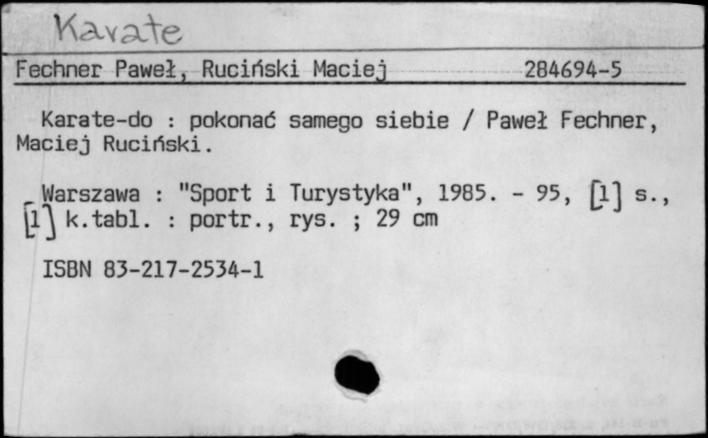 Karate
Fechner Paweł, Ruciński Maciej 284694-5
Karate-do : pokonać samego siebie / Paweł Fechner,
Maciej Ruciński.
Warszawa : "Sport i Turystyka", 1985. - 95, [1] s.,
[1] k.tabl. : portr., rys. ; 29 cm
ISBN 83-217-2534-1